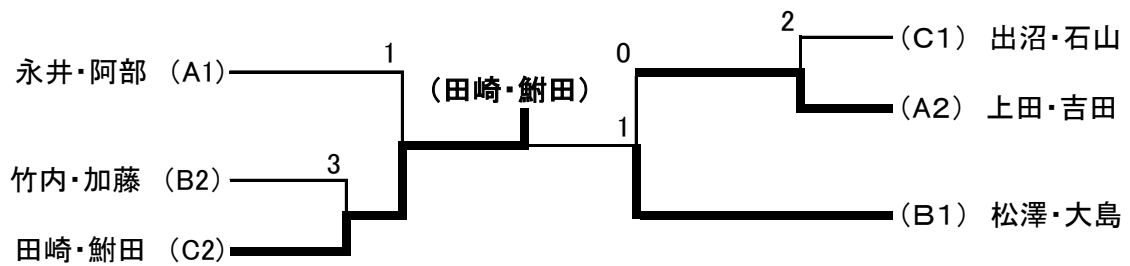 永井・阿部 (A1)
1
竹内・加藤 (B2)
3
田崎・鮒田 (C2)
(田崎・鮒田)
0
1
2
(C1) 出沼・石山
(A2) 上田・吉田
(B1) 松澤・大島